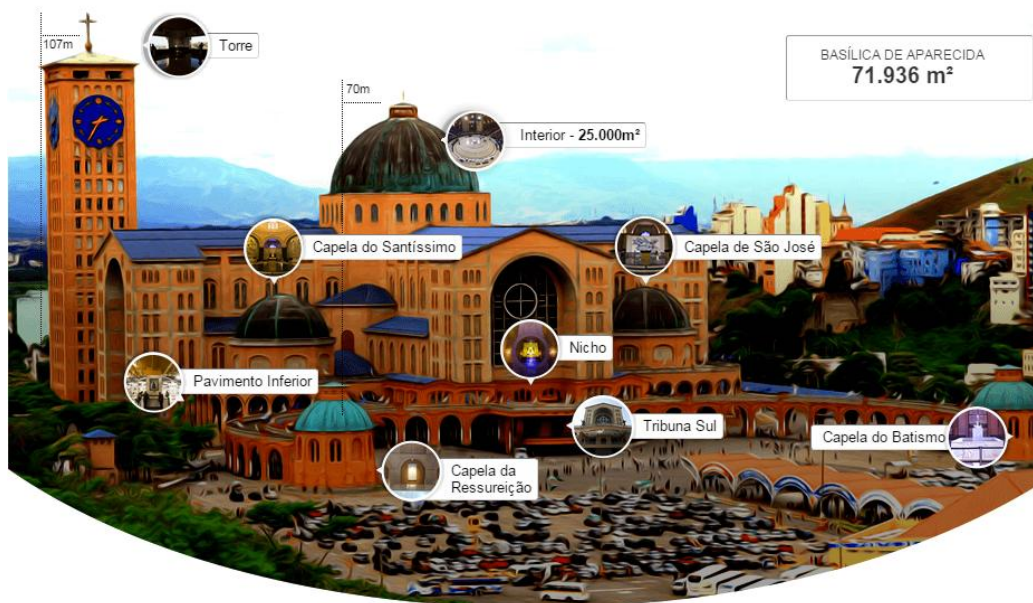 107m
Torre
BASÍLICA DE APARECIDA
71.936 m²
70m
Interior - 25.000m²
Capela do Santíssimo
Capela de São José
Nicho
Pavimento Inferior
Tribuna Sul
Capela do Batismo
Capela da
Ressureição